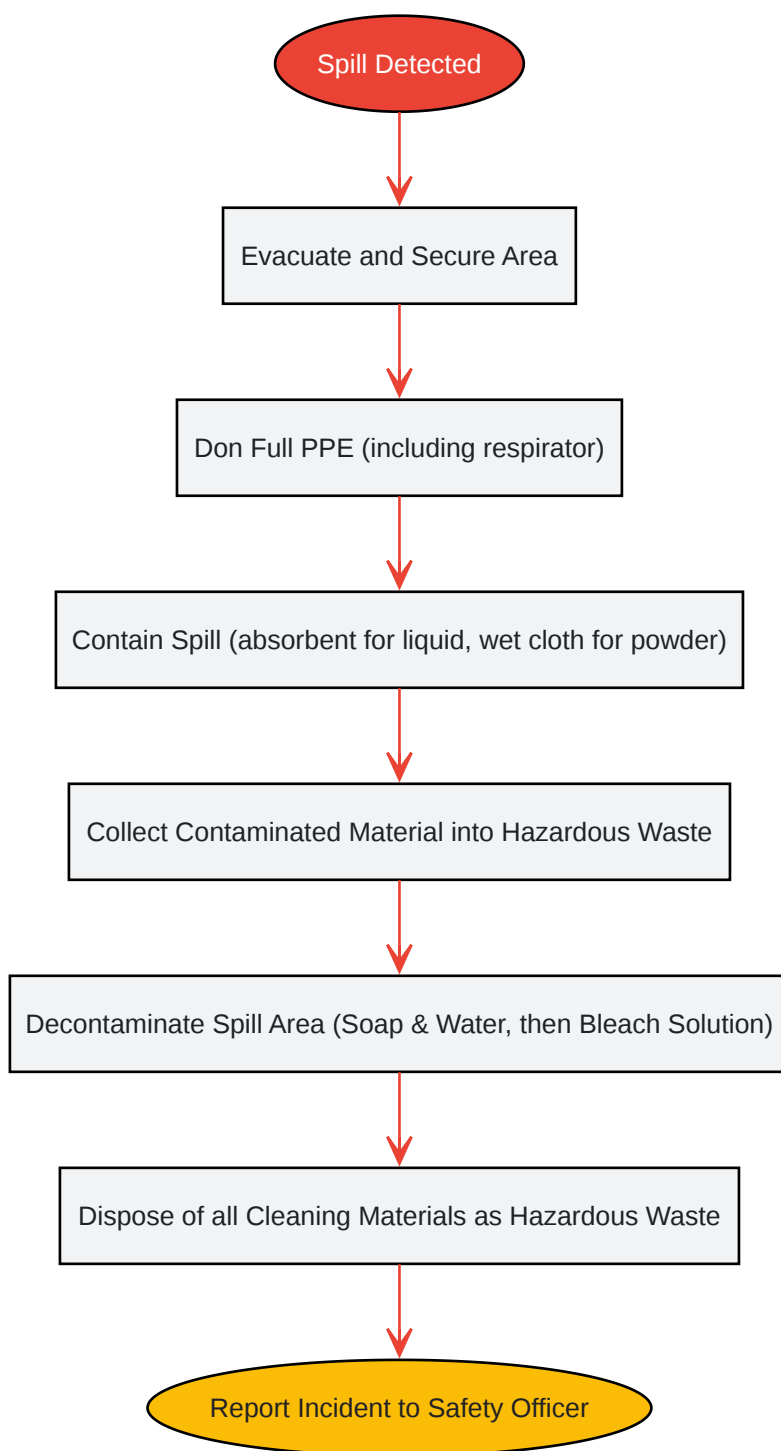 Spill Detected
Evacuate and Secure Area
Don Full PPE (including respirator)
Contain Spill (absorbent for liquid, wet cloth for powder)
Collect Contaminated Material into Hazardous Waste
Decontaminate Spill Area (Soap & Water, then Bleach Solution)
Dispose of all Cleaning Materials as Hazardous Waste
Report Incident to Safety Officer